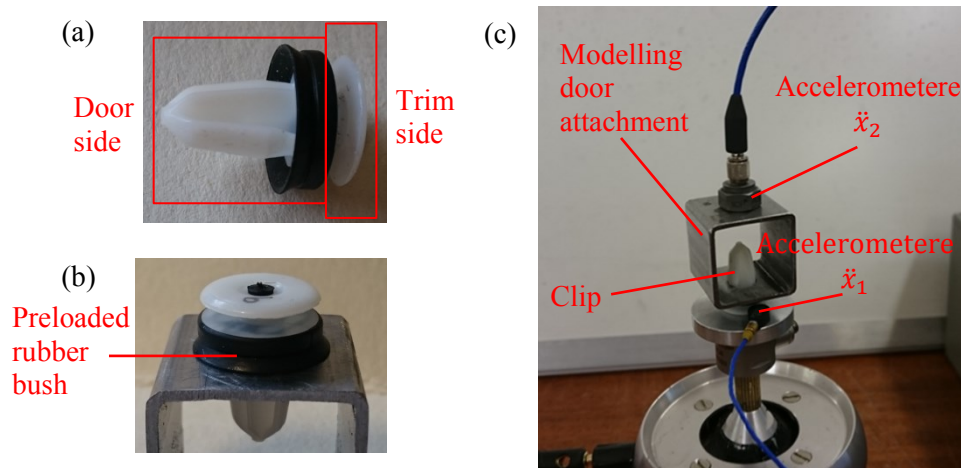 (a)
Door
side
Trim
side
(b)
Preloaded
rubber
bush
(c)
Modelling
door
attachment
Accelerometere
ẍ₂
Accelerometere
ẍ₁
Clip